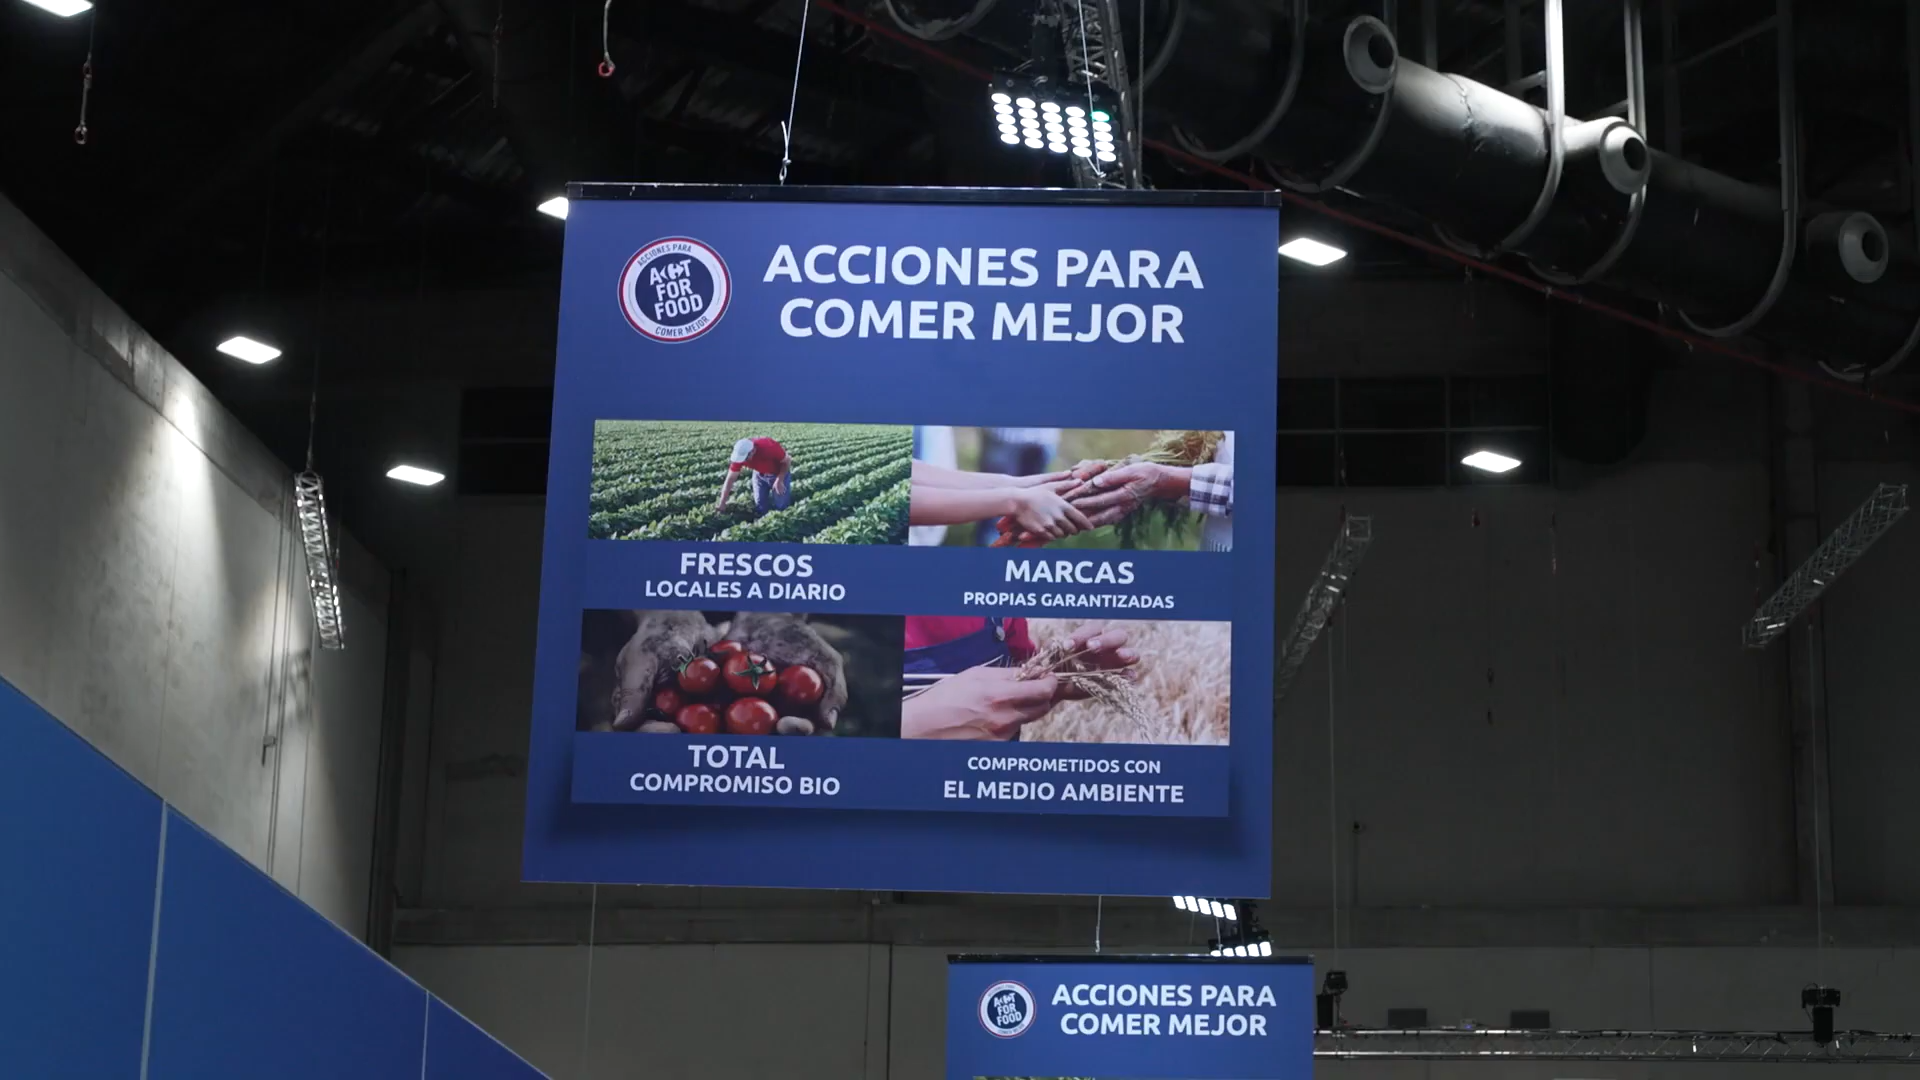 ACCIONES PARA
ACT
FOR
FOOD
COMER MEJOR
ACCIONES PARA
COMER MEJOR
FRESCOS
LOCALES A DIARIO
MARCAS
PROPIAS GARANTIZADAS
TOTAL
COMPROMISO BIO
COMPROMETIDOS CON
EL MEDIO AMBIENTE
ACT
FOR
FOOD
ACCIONES PARA
COMER MEJOR